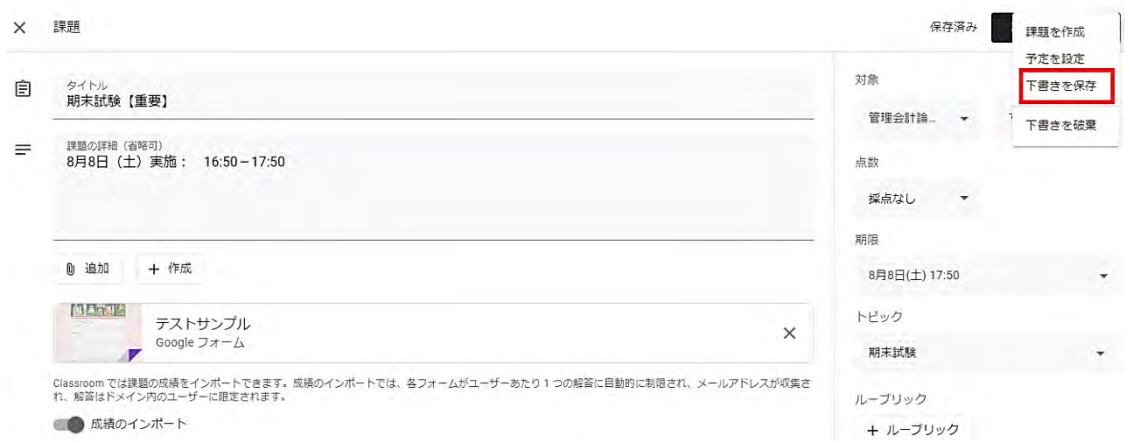 課題
保存済み
課題を作成
予定を設定
下書きを保存
下書きを破棄
タイトル
期末試験【重要】
課題の詳細（省略可）
8月8日（土）実施： 16:50－17:50
追加
+ 作成
テストサンプル
Google フォーム
Classroom では課題の成績をインポートできます。成績のインポートでは、各フォームがユーザーあたり 1 つの解答に自動的に制限され、メールアドレスが収集さ
れ、解答はドメイン内のユーザーに限定されます。
成績のインポート
対象
管理会計論...
点数
採点なし
期限
8月8日(土) 17:50
トピック
期末試験
ルーブリック
+ ルーブリック